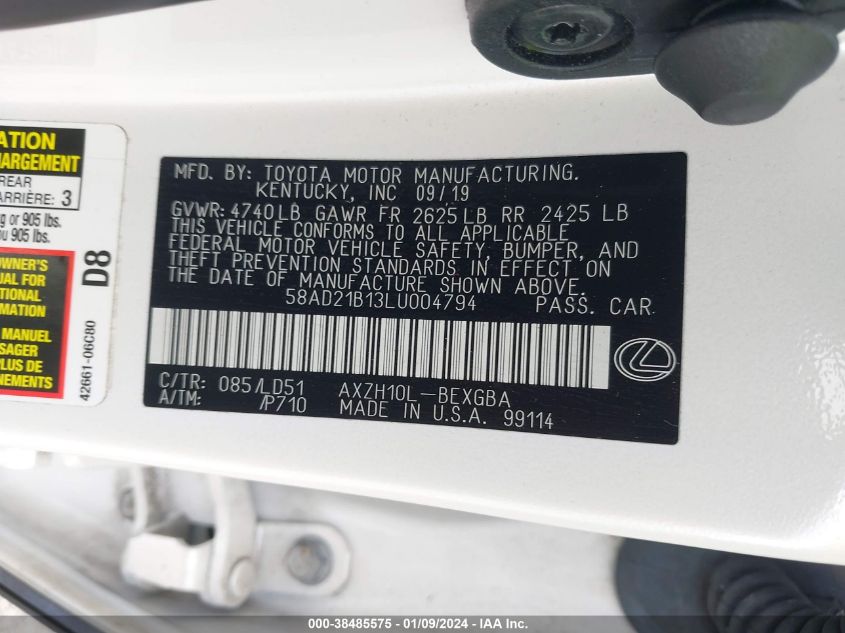 ATION
HARGEMENT
REAR
ARRIÈRE: 3
g or 905 lbs.
u 905 lbs.
OWNER'S
UAL FOR
TIONAL
RMATION
MANUEL
SAGER
PLUS DE
EMENTS
D8
42661-06C80
MFD. BY: TOYOTA MOTOR MANUFACTURING.
KENTUCKY, INC 09/19
GVWR: 4740LB GAWR FR 2625LB RR 2425 LB
THIS VEHICLE CONFORMS TO ALL APPLICABLE
FEDERAL MOTOR VEHICLE SAFETY, BUMPER, AND
THEFT PREVENTION STANDARDS IN EFFECT ON
THE DATE OF MANUFACTURE SHOWN ABOVE.
58AD21B13LU004794 PASS. CAR
C/TR: 085/LD51 AXZH10L-BEXGBA
A/TM: /P710 MADE IN U.S.A. 99114
000-38485575 - 01/09/2024 - IAA Inc.